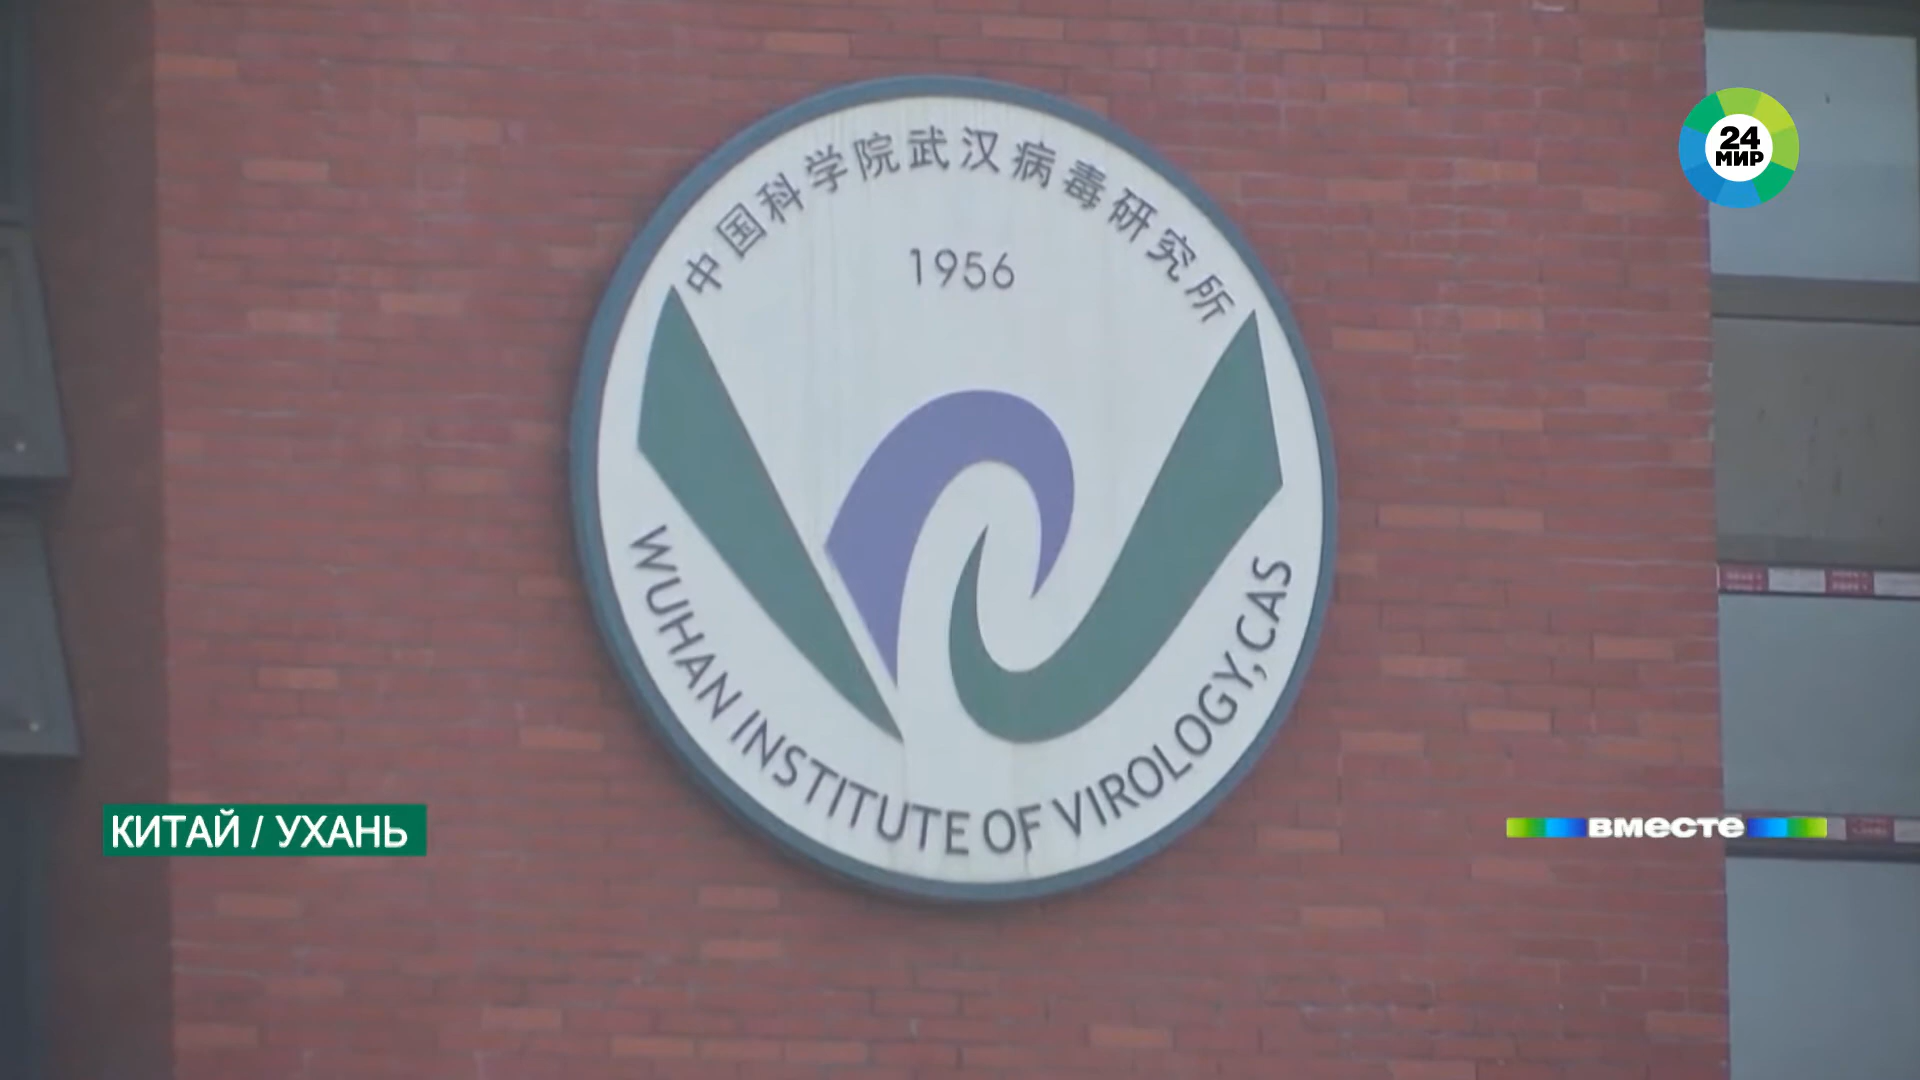 中国科学院武汉病毒研究所
1956
WUHAN INSTITUTE OF VIROLOGY, CAS
24
МИР
КИТАЙ / УХАНЬ
ВМЕСТЕ